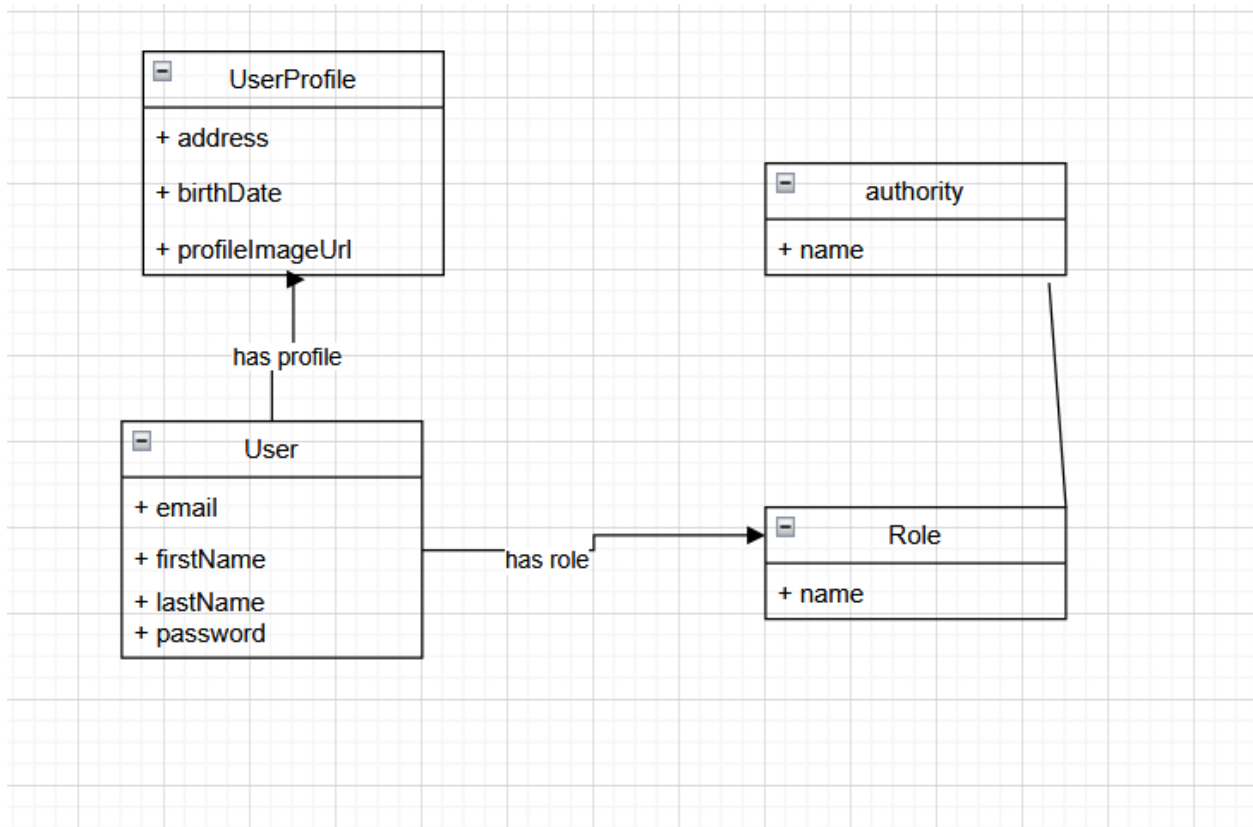 UserProfile
+ address
+ birthDate
+ profileImageUrl
authority
+ name
has profile
User
+ email
+ firstName
+ lastName
+ password
has role
Role
+ name